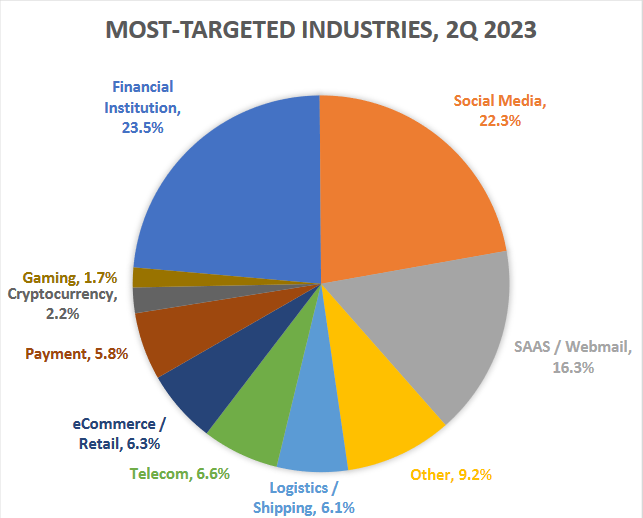 MOST-TARGETED INDUSTRIES, 2Q 2023
Financial
Institution,
23.5%
Social Media,
22.3%
SAAS / Webmail,
16.3%
Other, 9.2%
Logistics /
Shipping, 6.1%
Telecom, 6.6%
eCommerce /
Retail, 6.3%
Payment, 5.8%
Cryptocurrency,
2.2%
Gaming, 1.7%